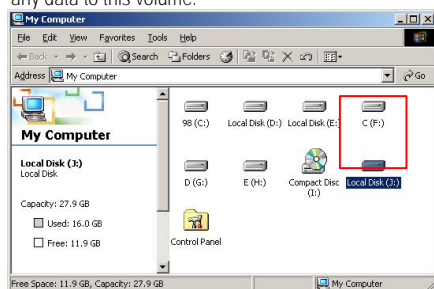 any data to this volume.
My Computer
File Edit View Favorites Tools Help
Back Search Folders
Address My Computer Go
My Computer
Local Disk (J:)
Local Disk
Capacity: 27.9 GB
Used: 16.0 GB
Free: 11.9 GB
98 (C:) Local Disk (D:) Local Disk (E:) C (F:)
D (G:) E (H:) Compact Disc (I:) Local Disk (J:)
Control Panel
Free Space: 11.9 GB, Capacity: 27.9 GB My Computer